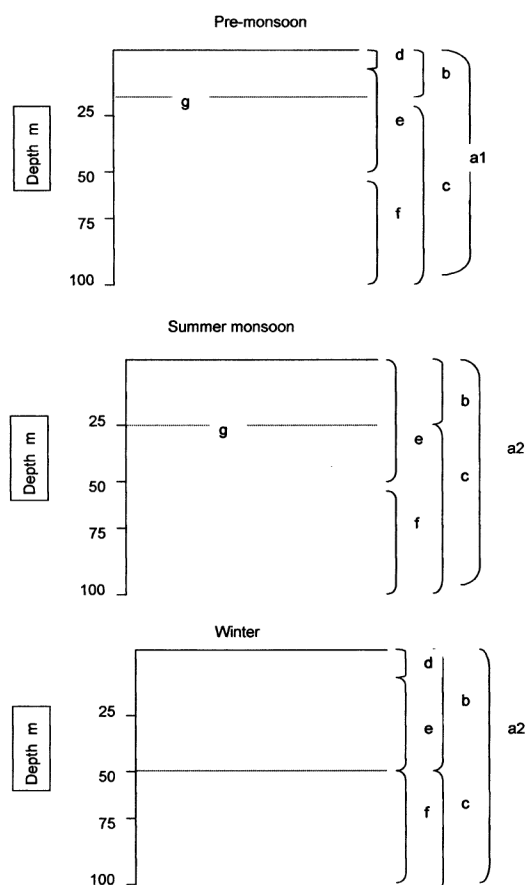 Pre-monsoon
d
b
g
25
e
Depth m
a1
50
c
75
f
100
Summer monsoon
b
25
g
e
Depth m
a2
50
c
75
f
100
Winter
d
b
25
Depth m
e
a2
50
75
f
c
100